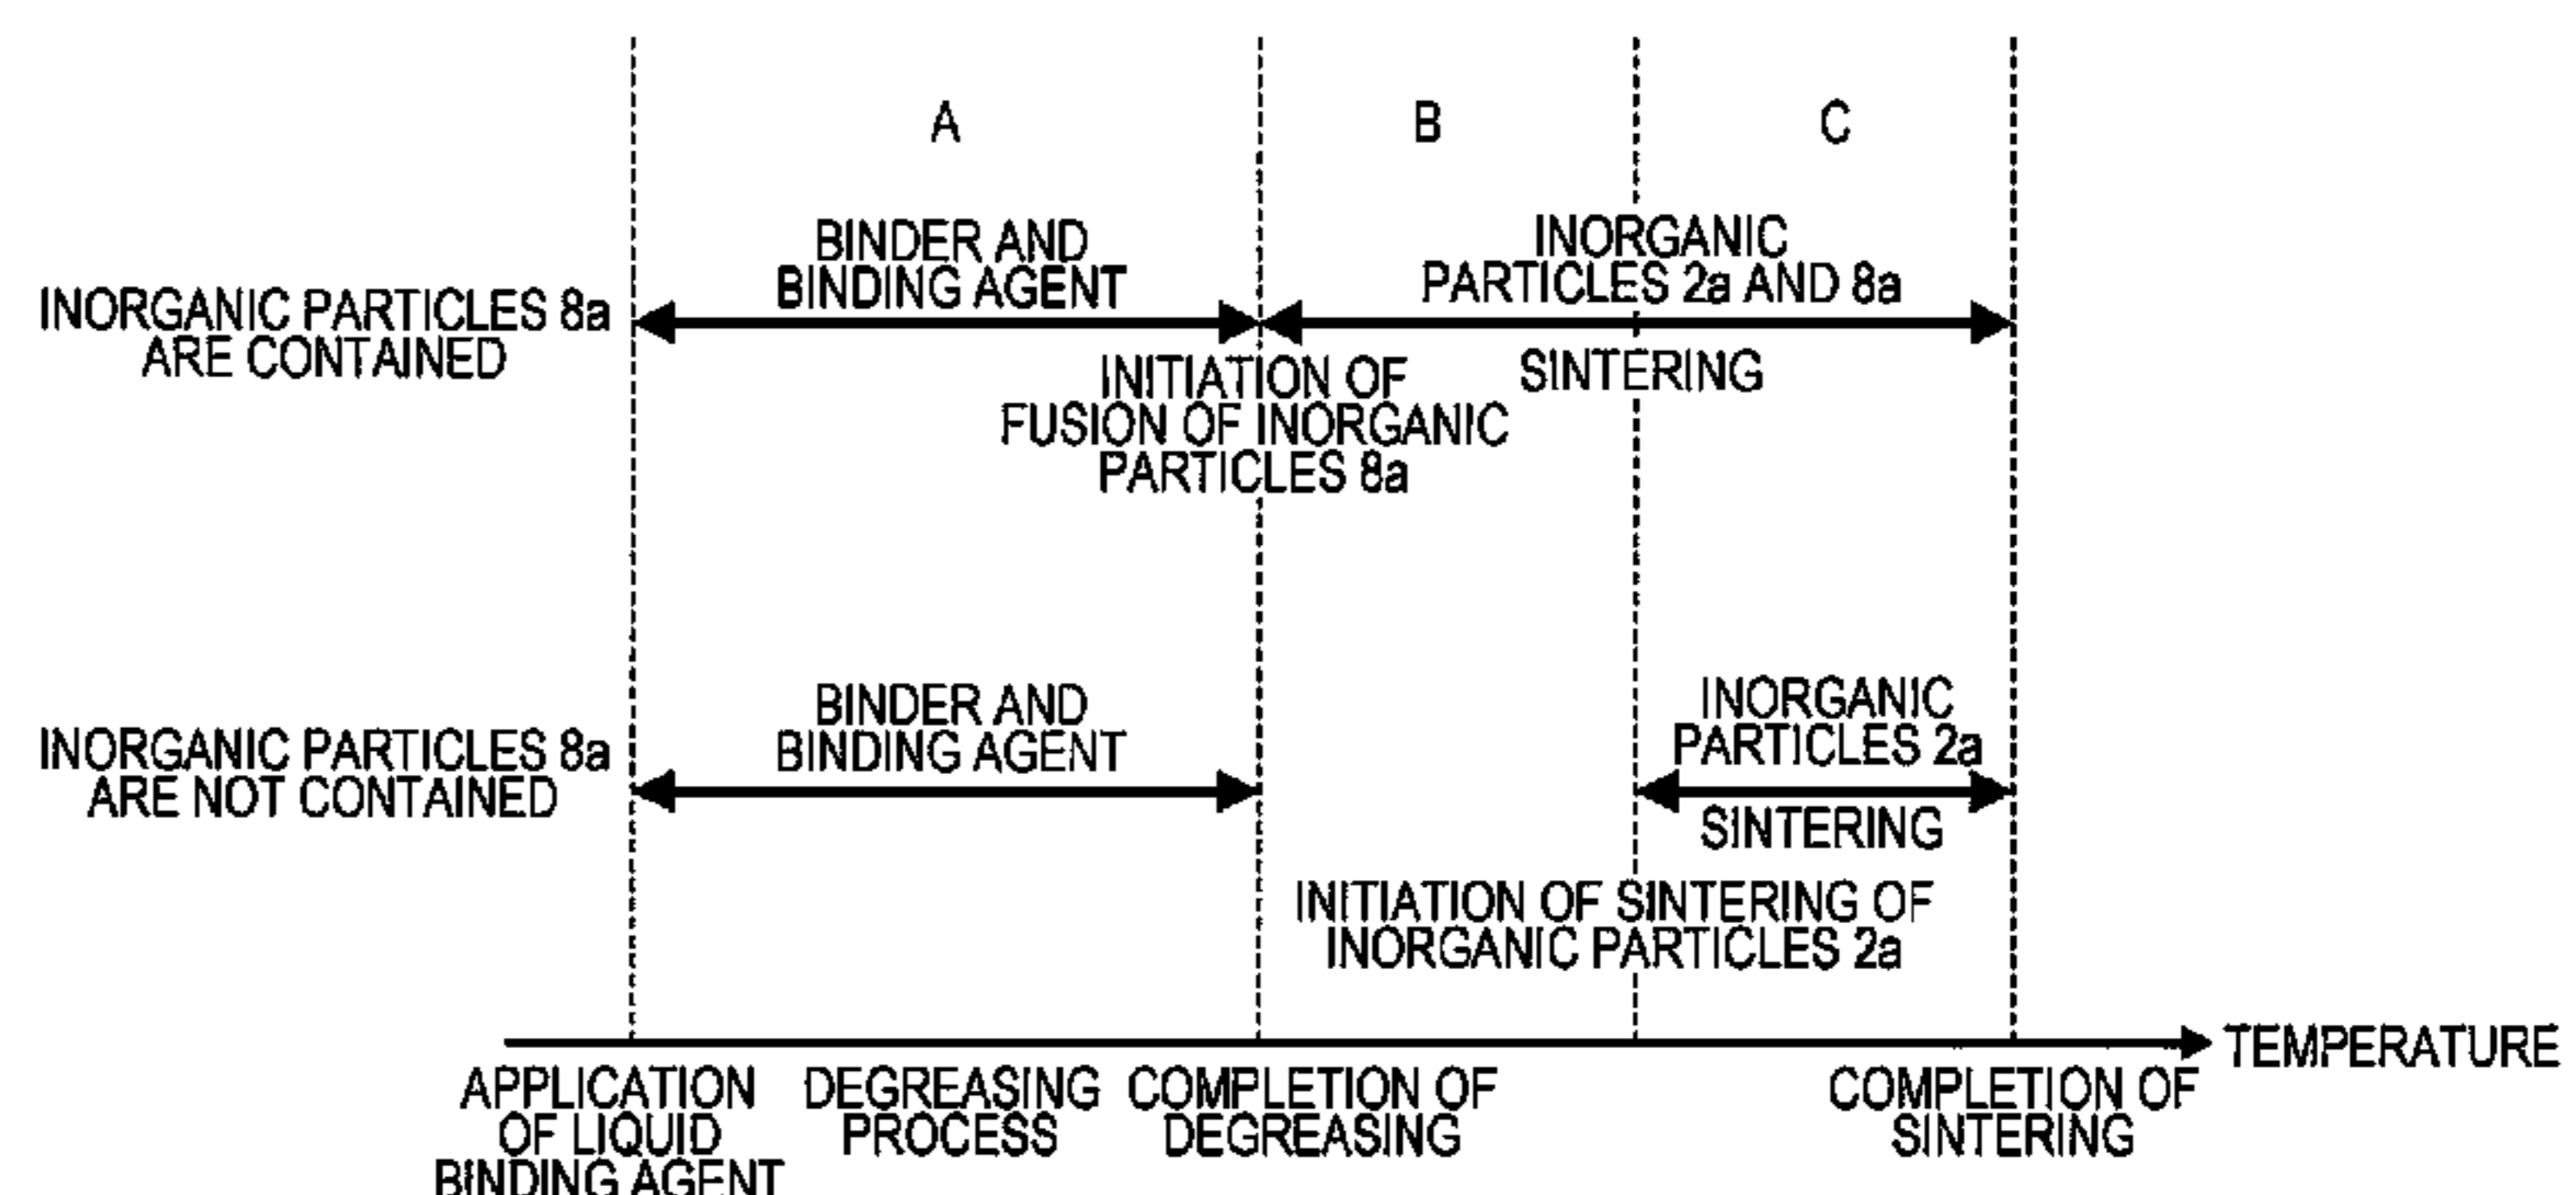 A
B
C
BINDER AND
BINDING AGENT
INORGANIC
PARTICLES 2a AND 8a
INORGANIC PARTICLES 8a
ARE CONTAINED
INITIATION OF
FUSION OF INORGANIC
PARTICLES 8a
SINTERING
BINDER AND
BINDING AGENT
INORGANIC
PARTICLES 2a
INORGANIC PARTICLES 8a
ARE NOT CONTAINED
SINTERING
INITIATION OF SINTERING OF
INORGANIC PARTICLES 2a
TEMPERATURE
APPLICATION
OF LIQUID
BINDING AGENT
DEGREASING
PROCESS
COMPLETION OF
DEGREASING
COMPLETION OF
SINTERING